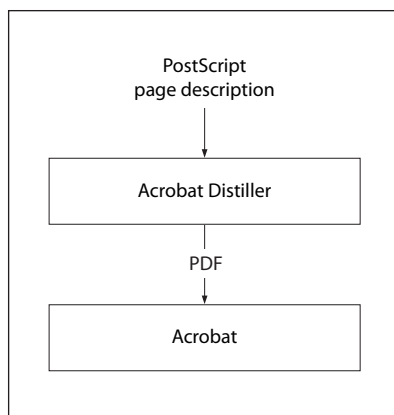 PostScript
page description
Acrobat Distiller
PDF
Acrobat